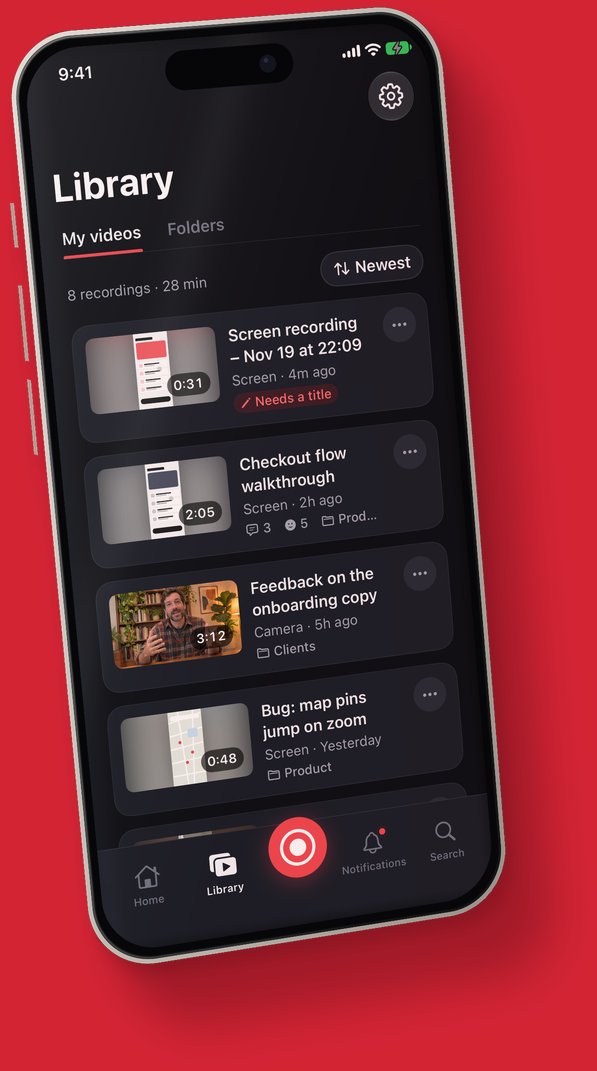 9:41
Library
My videos
Folders
8 recordings · 28 min
Newest
0:31
Screen recording
– Nov 19 at 22:09
Screen · 4m ago
Needs a title
2:05
Checkout flow
walkthrough
Screen · 2h ago
3 5 Prod...
3:12
Feedback on the
onboarding copy
Camera · 5h ago
Clients
0:48
Bug: map pins
jump on zoom
Screen · Yesterday
Product
Home
Library
Notifications
Search